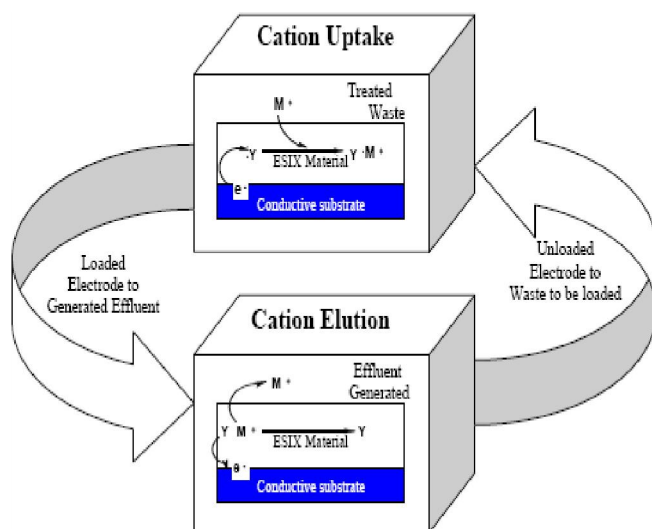 Cation Uptake
Treated
Waste
M +
·Y
Y ·M+
ESIX Material
e-
Conductive substrate
Loaded
Electrode to
Generated Effluent
Unloaded
Electrode to
Waste to be loaded
Cation Elution
Effluent
Generated
M +
Y M +
Y
ESIX Material
e-
Conductive substrate